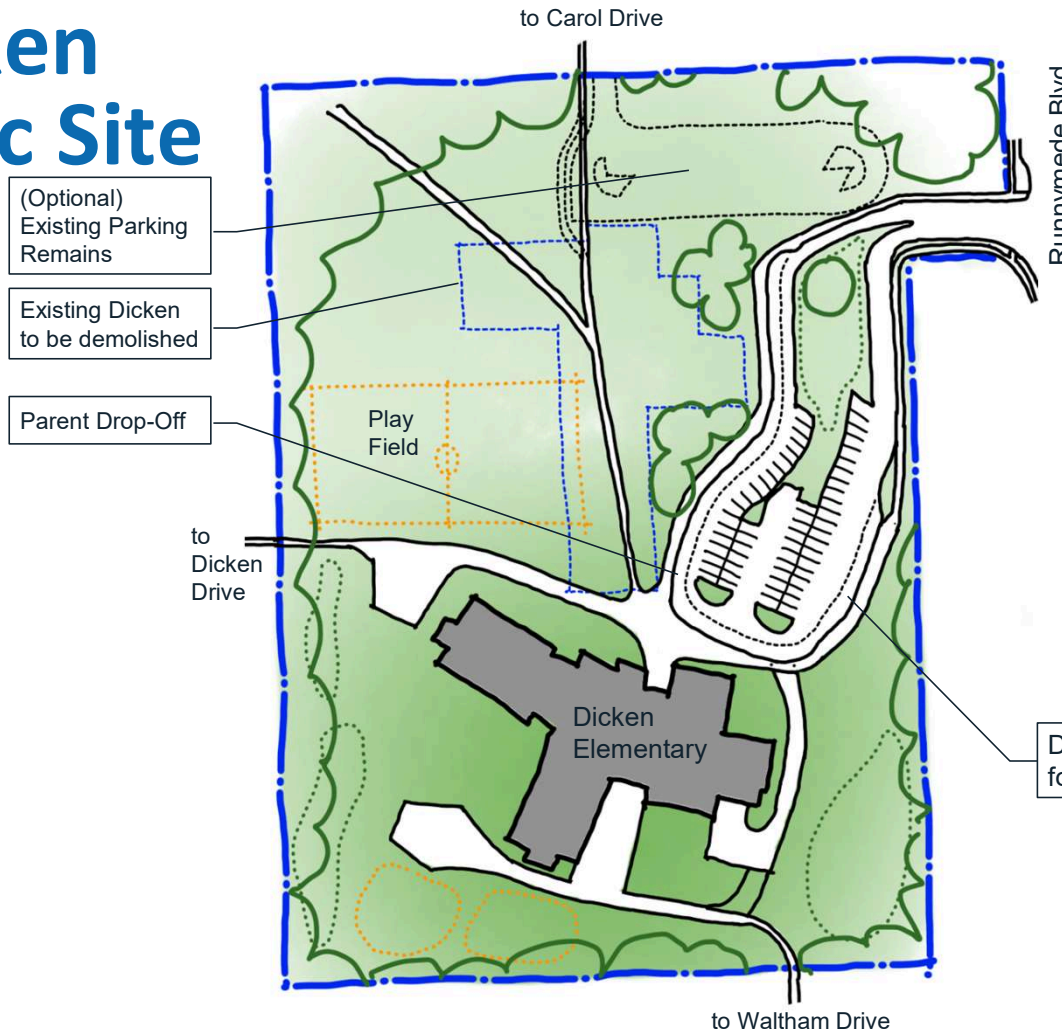 to Carol Drive
en
c Site
Runnymede Blvd
(Optional)
Existing Parking
Remains
Existing Dicken
to be demolished
Parent Drop-Off
Play
Field
to
Dicken
Drive
Dicken
Elementary
D
fo
to Waltham Drive